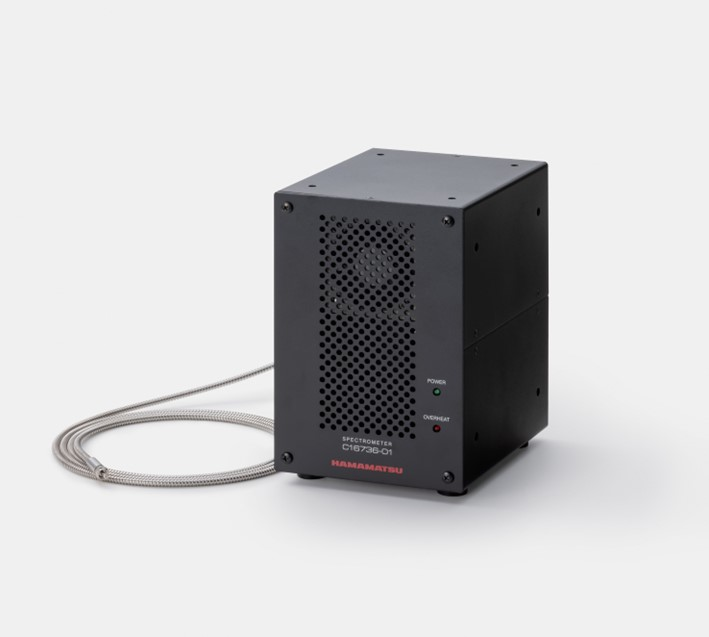 POWER
OVERHEAT
SPECTROMETER
C16736-01
HAMAMATSU